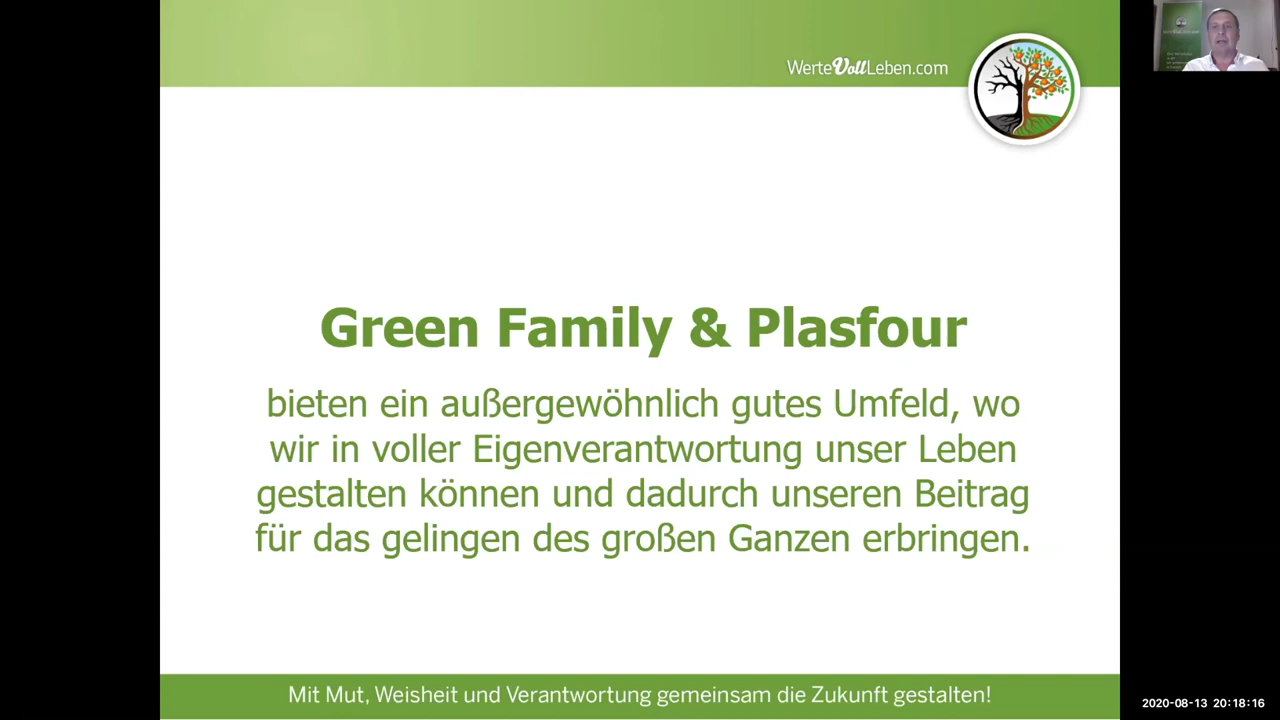 WerteVollLeben.com
Green Family & Plasfour
bieten ein außergewöhnlich gutes Umfeld, wo
wir in voller Eigenverantwortung unser Leben
gestalten können und dadurch unseren Beitrag
für das gelingen des großen Ganzen erbringen.
Mit Mut, Weisheit und Verantwortung gemeinsam die Zukunft gestalten!
2020-08-13 20:18:16